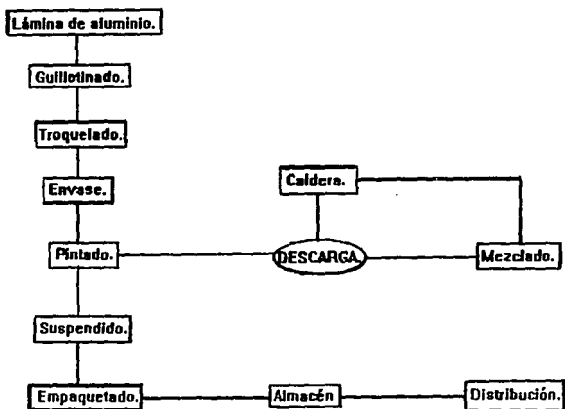 Lámina de aluminio.
Guillotinado.
Troquelado.
Envase.
Caldera.
Pintado.
DESCARGA.
Mezclado.
Suspendido.
Empaquetado.
Almacén
Distribución.